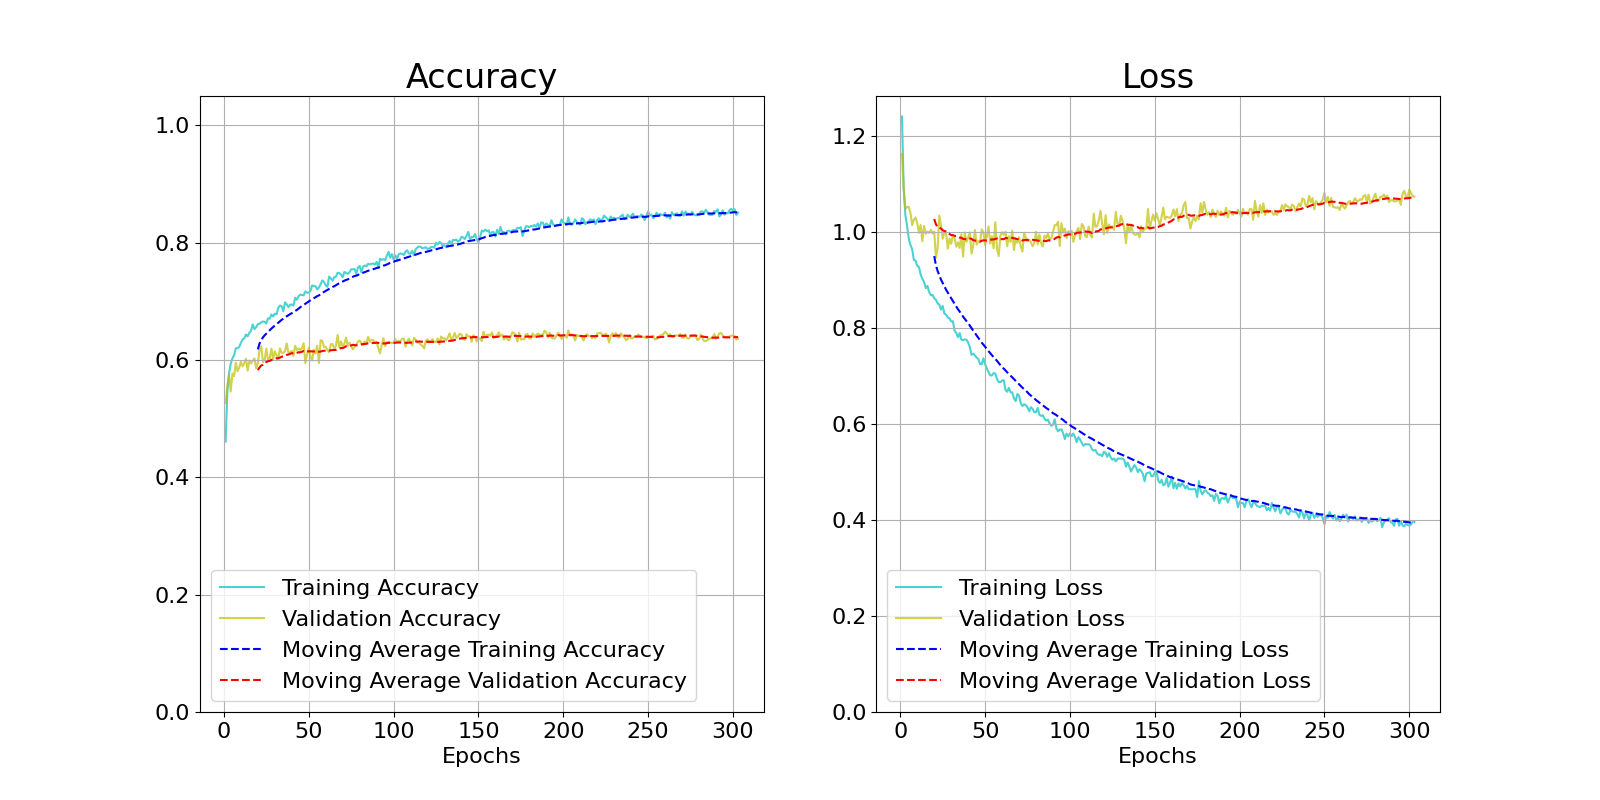 Accuracy
1.0
0.8
0.6
0.4
0.2
0.0
0 50 100 150 200 250 300
Epochs
Training Accuracy
Validation Accuracy
Moving Average Training Accuracy
Moving Average Validation Accuracy
Loss
1.2
1.0
0.8
0.6
0.4
0.2
0.0
0 50 100 150 200 250 300
Epochs
Training Loss
Validation Loss
Moving Average Training Loss
Moving Average Validation Loss